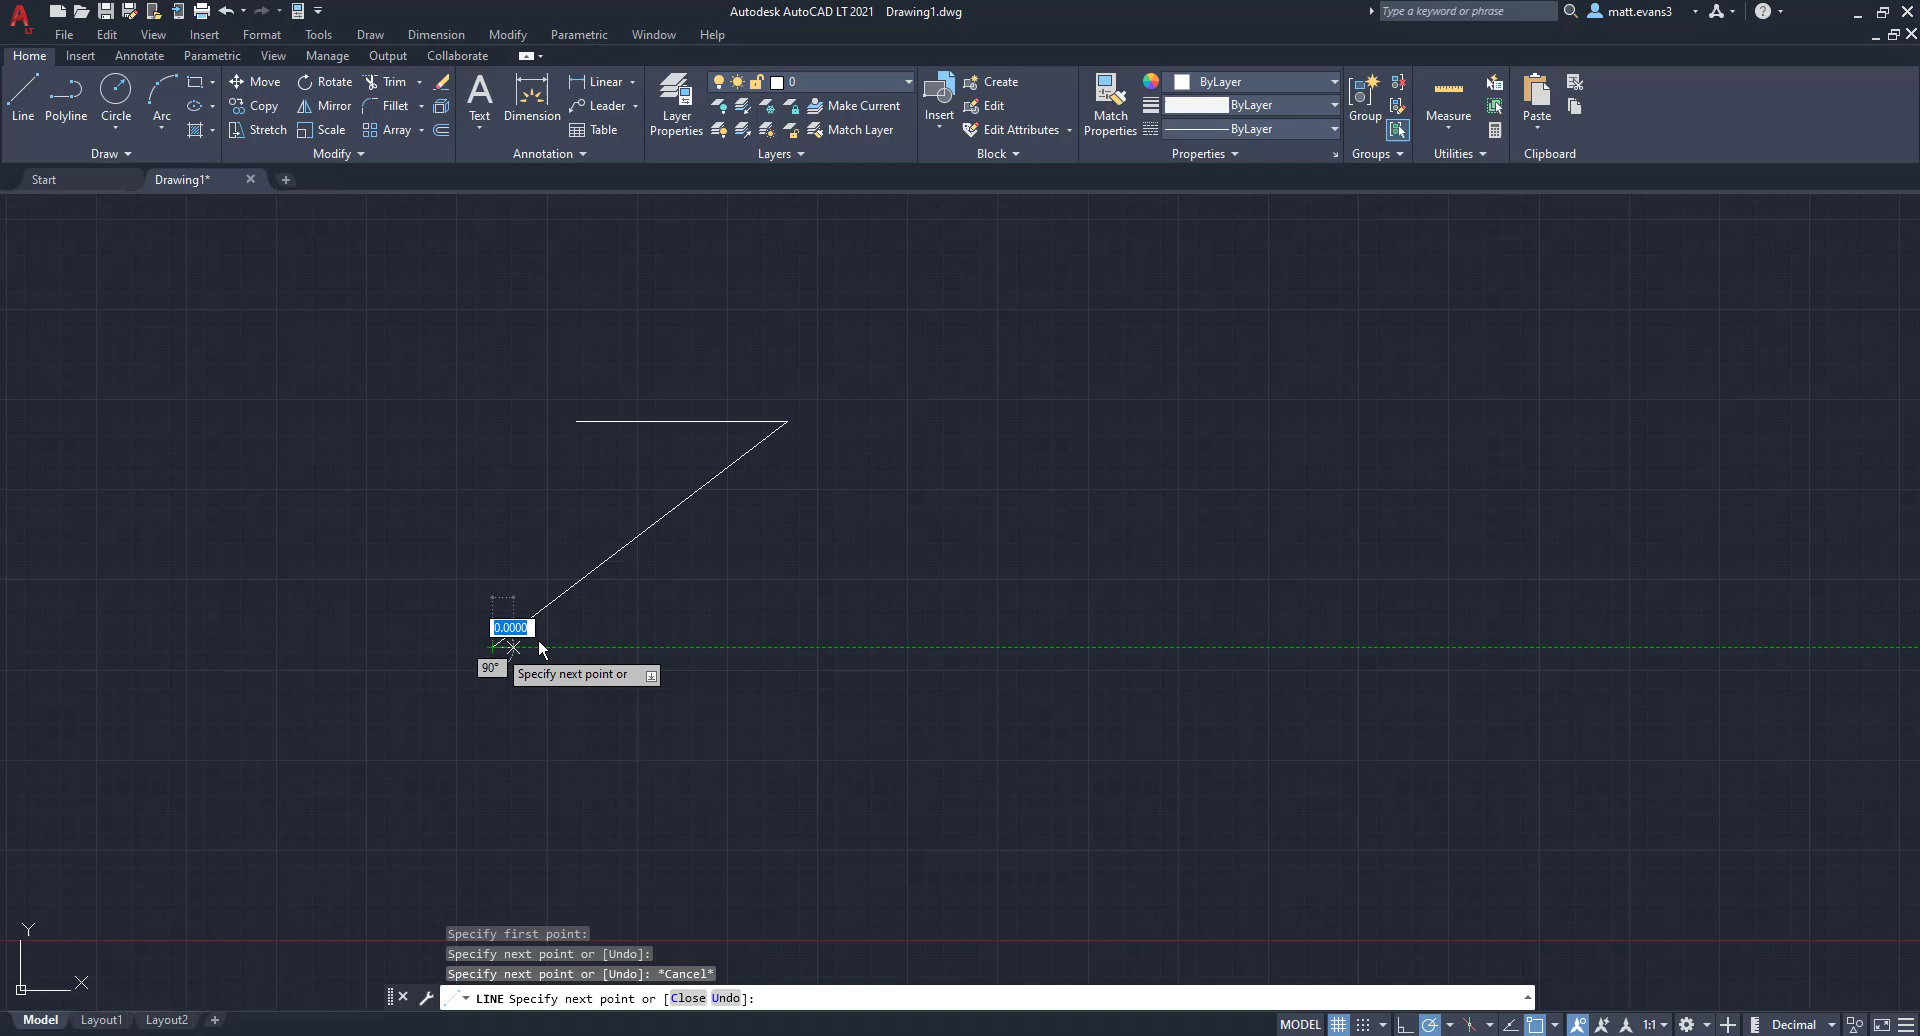 A
LT
Autodesk AutoCAD LT 2021 Drawing1.dwg
Type a keyword or phrase
matt.evans3
File Edit View Insert Format Tools Draw Dimension Modify Parametric Window Help
Home Insert Annotate Parametric View Manage Output Collaborate
Line Polyline Circle Arc
Draw
Move Rotate Trim
Copy Mirror Fillet
Stretch Scale Array
Modify
A
Text Dimension
Linear
Leader
Table
Annotation
Layer Properties
0
Make Current
Match Layer
Layers
Insert
Create
Edit
Edit Attributes
Block
Match Properties
ByLayer
ByLayer
ByLayer
Properties
Group
Groups
Measure
Utilities
Paste
Clipboard
Start Drawing1*
0.0000
90°
Specify next point or
Specify first point:
Specify next point or [Undo]:
Specify next point or [Undo]: *Cancel*
LINE Specify next point or [Close Undo]:
Y
X
Model Layout1 Layout2
MODEL 1:1 Decimal